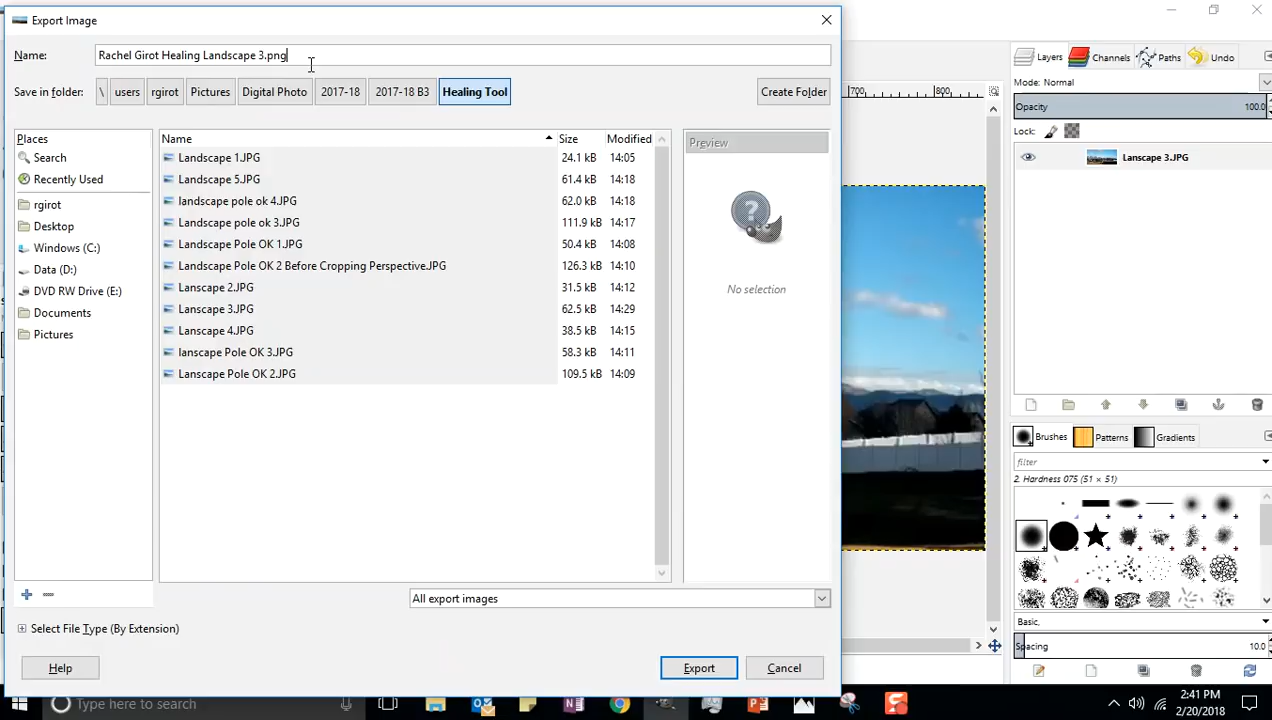 Export Image
Name: Rachel Girot Healing Landscape 3.png
Save in folder: \ users rgirot Pictures Digital Photo 2017-18 2017-18 B3 Healing Tool Create Folder
Places
Search
Recently Used
rgirot
Desktop
Windows (C:)
Data (D:)
DVD RW Drive (E:)
Documents
Pictures
Name Size Modified
Landscape 1.JPG 24.1 kB 14:05
Landscape 5.JPG 61.4 kB 14:18
landscape pole ok 4.JPG 62.0 kB 14:18
Landscape pole ok 3.JPG 111.9 kB 14:17
Landscape Pole OK 1.JPG 50.4 kB 14:08
Landscape Pole OK 2 Before Cropping Perspective.JPG 126.3 kB 14:10
Lanscape 2.JPG 31.5 kB 14:12
Lanscape 3.JPG 62.5 kB 14:29
Lanscape 4.JPG 38.5 kB 14:15
lanscape Pole OK 3.JPG 58.3 kB 14:11
Lanscape Pole OK 2.JPG 109.5 kB 14:09
Preview
No selection
All export images
Select File Type (By Extension)
Help
Export
Cancel
700 800
Layers Channels Paths Undo
Mode: Normal
Opacity 100.0
Lock:
Lanscape 3.JPG
Brushes Patterns Gradients
filter
2. Hardness 075 (51 × 51)
Basic,
Spacing 10.0
Type here to search
2:41 PM
2/20/2018